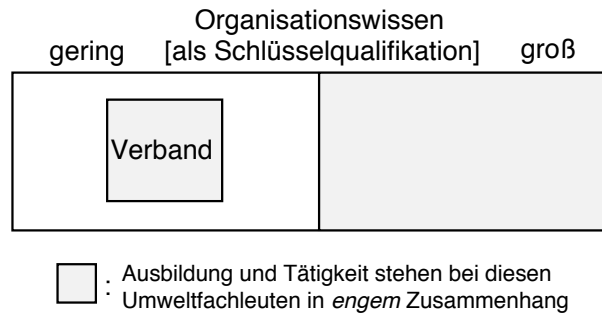 Organisationswissen
gering [als Schlüsselqualifikation] groß
Verband
: Ausbildung und Tätigkeit stehen bei diesen
Umweltfachleuten in engem Zusammenhang